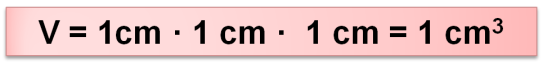 V = 1cm · 1 cm ·  1 cm = 1 cm³